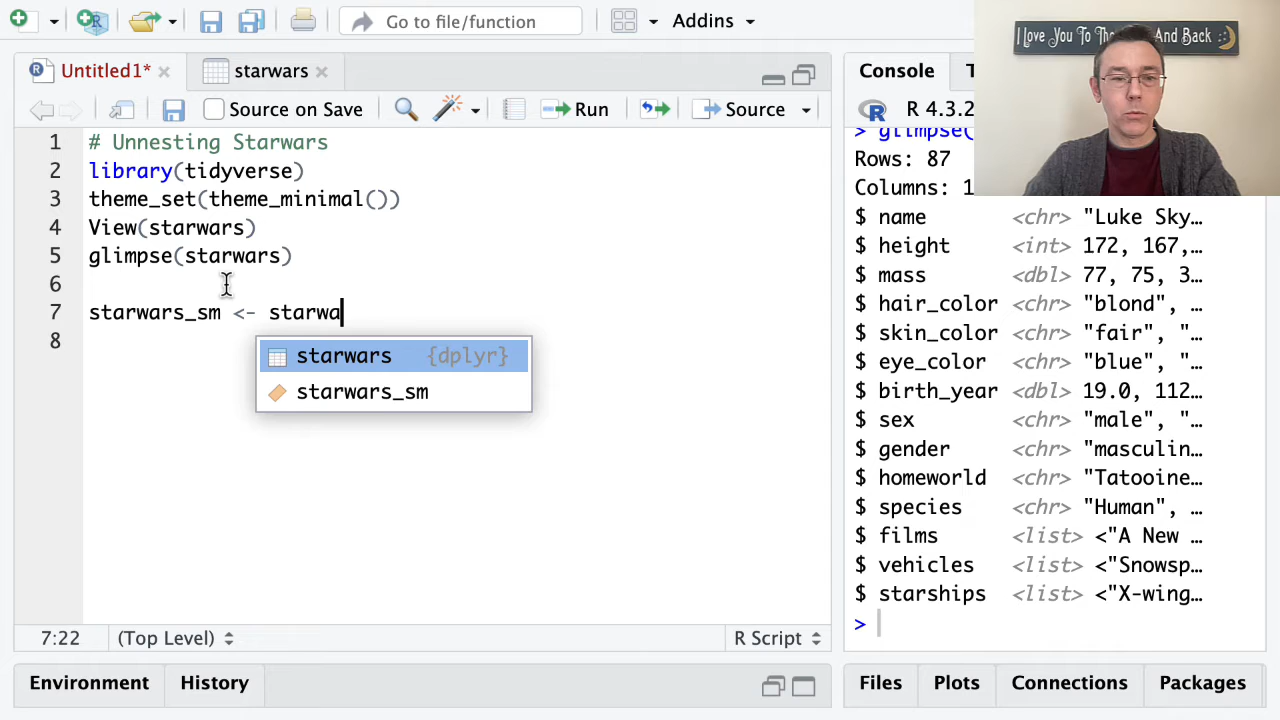 Go to file/function
Addins
Untitled1*
starwars
Source on Save
Run
Source
1 # Unnesting Starwars
2 library(tidyverse)
3 theme_set(theme_minimal())
4 View(starwars)
5 glimpse(starwars)
6
7 starwars_sm <- starwa
8
starwars {dplyr}
starwars_sm
7:22 (Top Level) R Script
Environment History
Console T
R 4.3.2
> glimpse(
Rows: 87
Columns: 1
$ name <chr> "Luke Sky…
$ height <int> 172, 167,…
$ mass <dbl> 77, 75, 3…
$ hair_color <chr> "blond", …
$ skin_color <chr> "fair", "…
$ eye_color <chr> "blue", "…
$ birth_year <dbl> 19.0, 112…
$ sex <chr> "male", "…
$ gender <chr> "masculin…
$ homeworld <chr> "Tatooine…
$ species <chr> "Human", …
$ films <list> <"A New …
$ vehicles <list> <"Snowsp…
$ starships <list> <"X-wing…
>
Files Plots Connections Packages
I Love You To The And Back